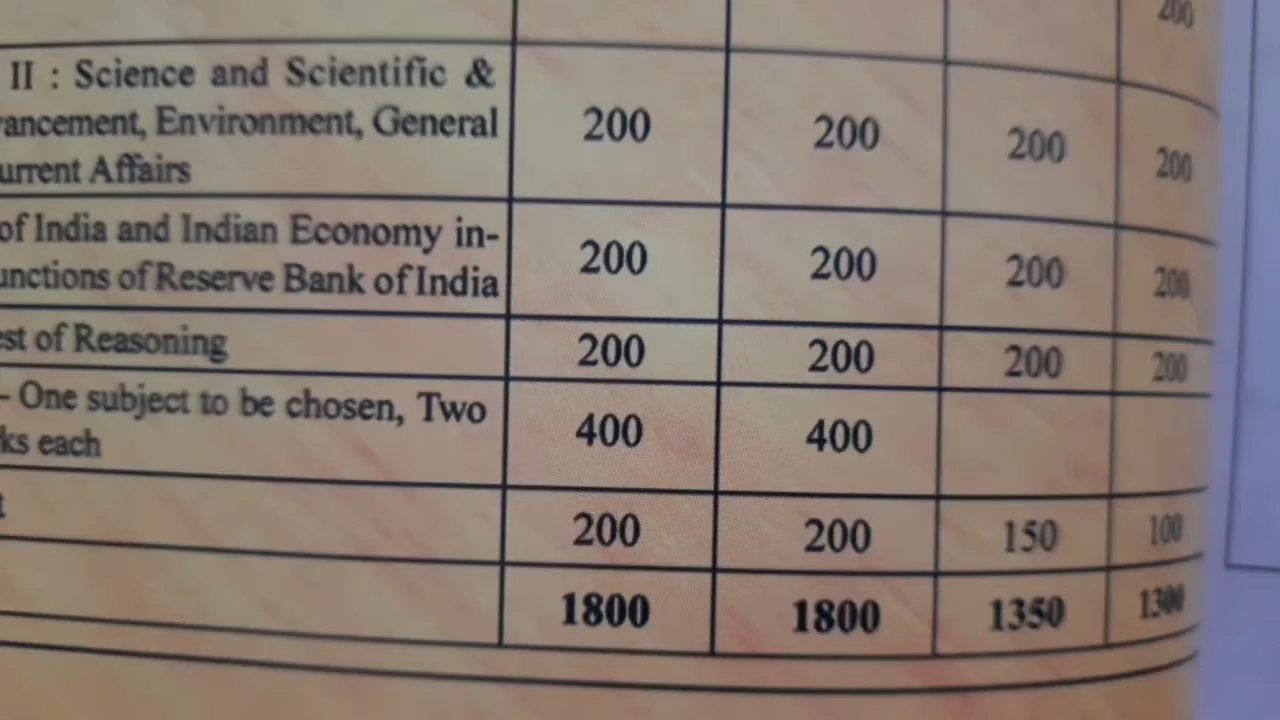 200
II : Science and Scientific &
ancement, Environment, General
urrent Affairs
200 200 200 200
of India and Indian Economy in-
unctions of Reserve Bank of India
200 200 200 200
est of Reasoning
200 200 200 200
- One subject to be chosen, Two
ks each
400 400
t
200 200 150 100
1800 1800 1350 1300